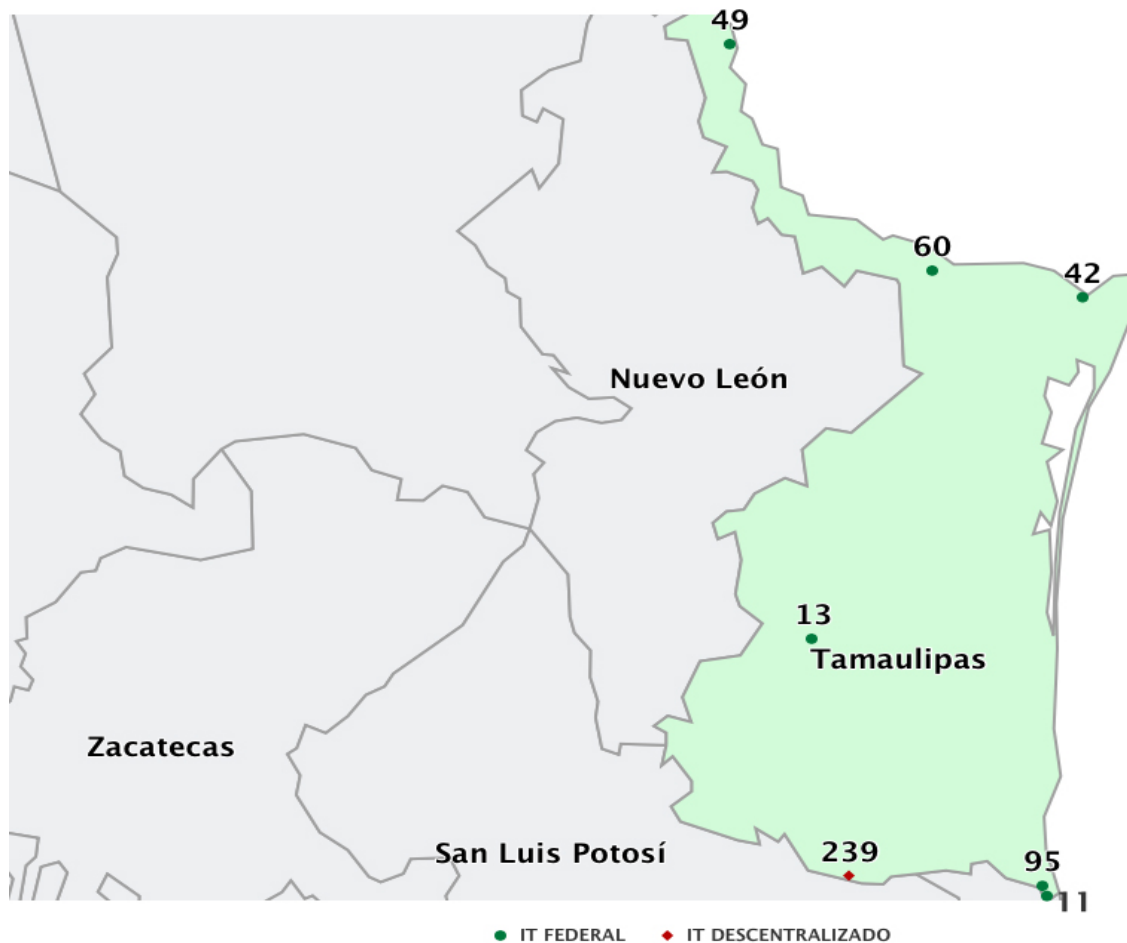 49
60
42
Nuevo León
13
Tamaulipas
Zacatecas
San Luis Potosí
239
95
11
IT FEDERAL IT DESCENTRALIZADO